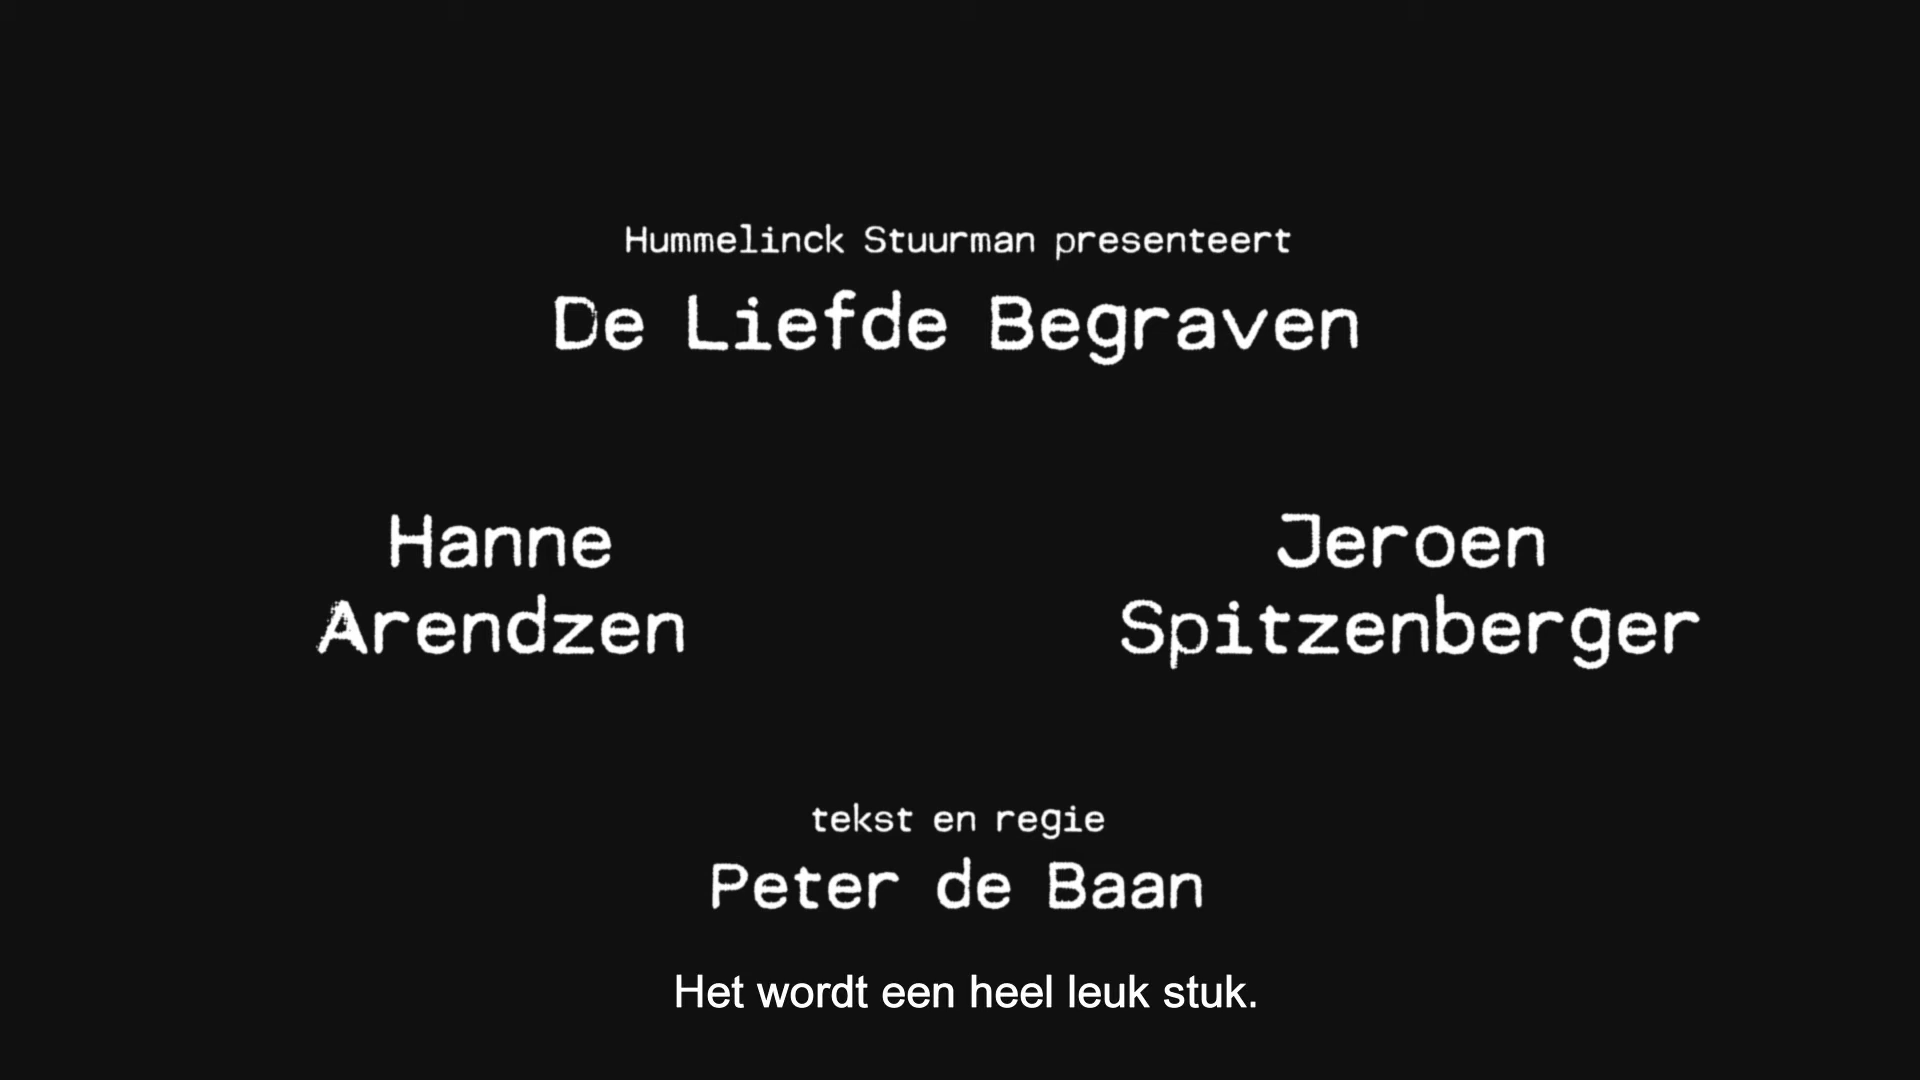 Hummelinck Stuurman presenteert
De Liefde Begraven
Hanne
Arendzen
Jeroen
Spitzenberger
tekst en regie
Peter de Baan
Het wordt een heel leuk stuk.